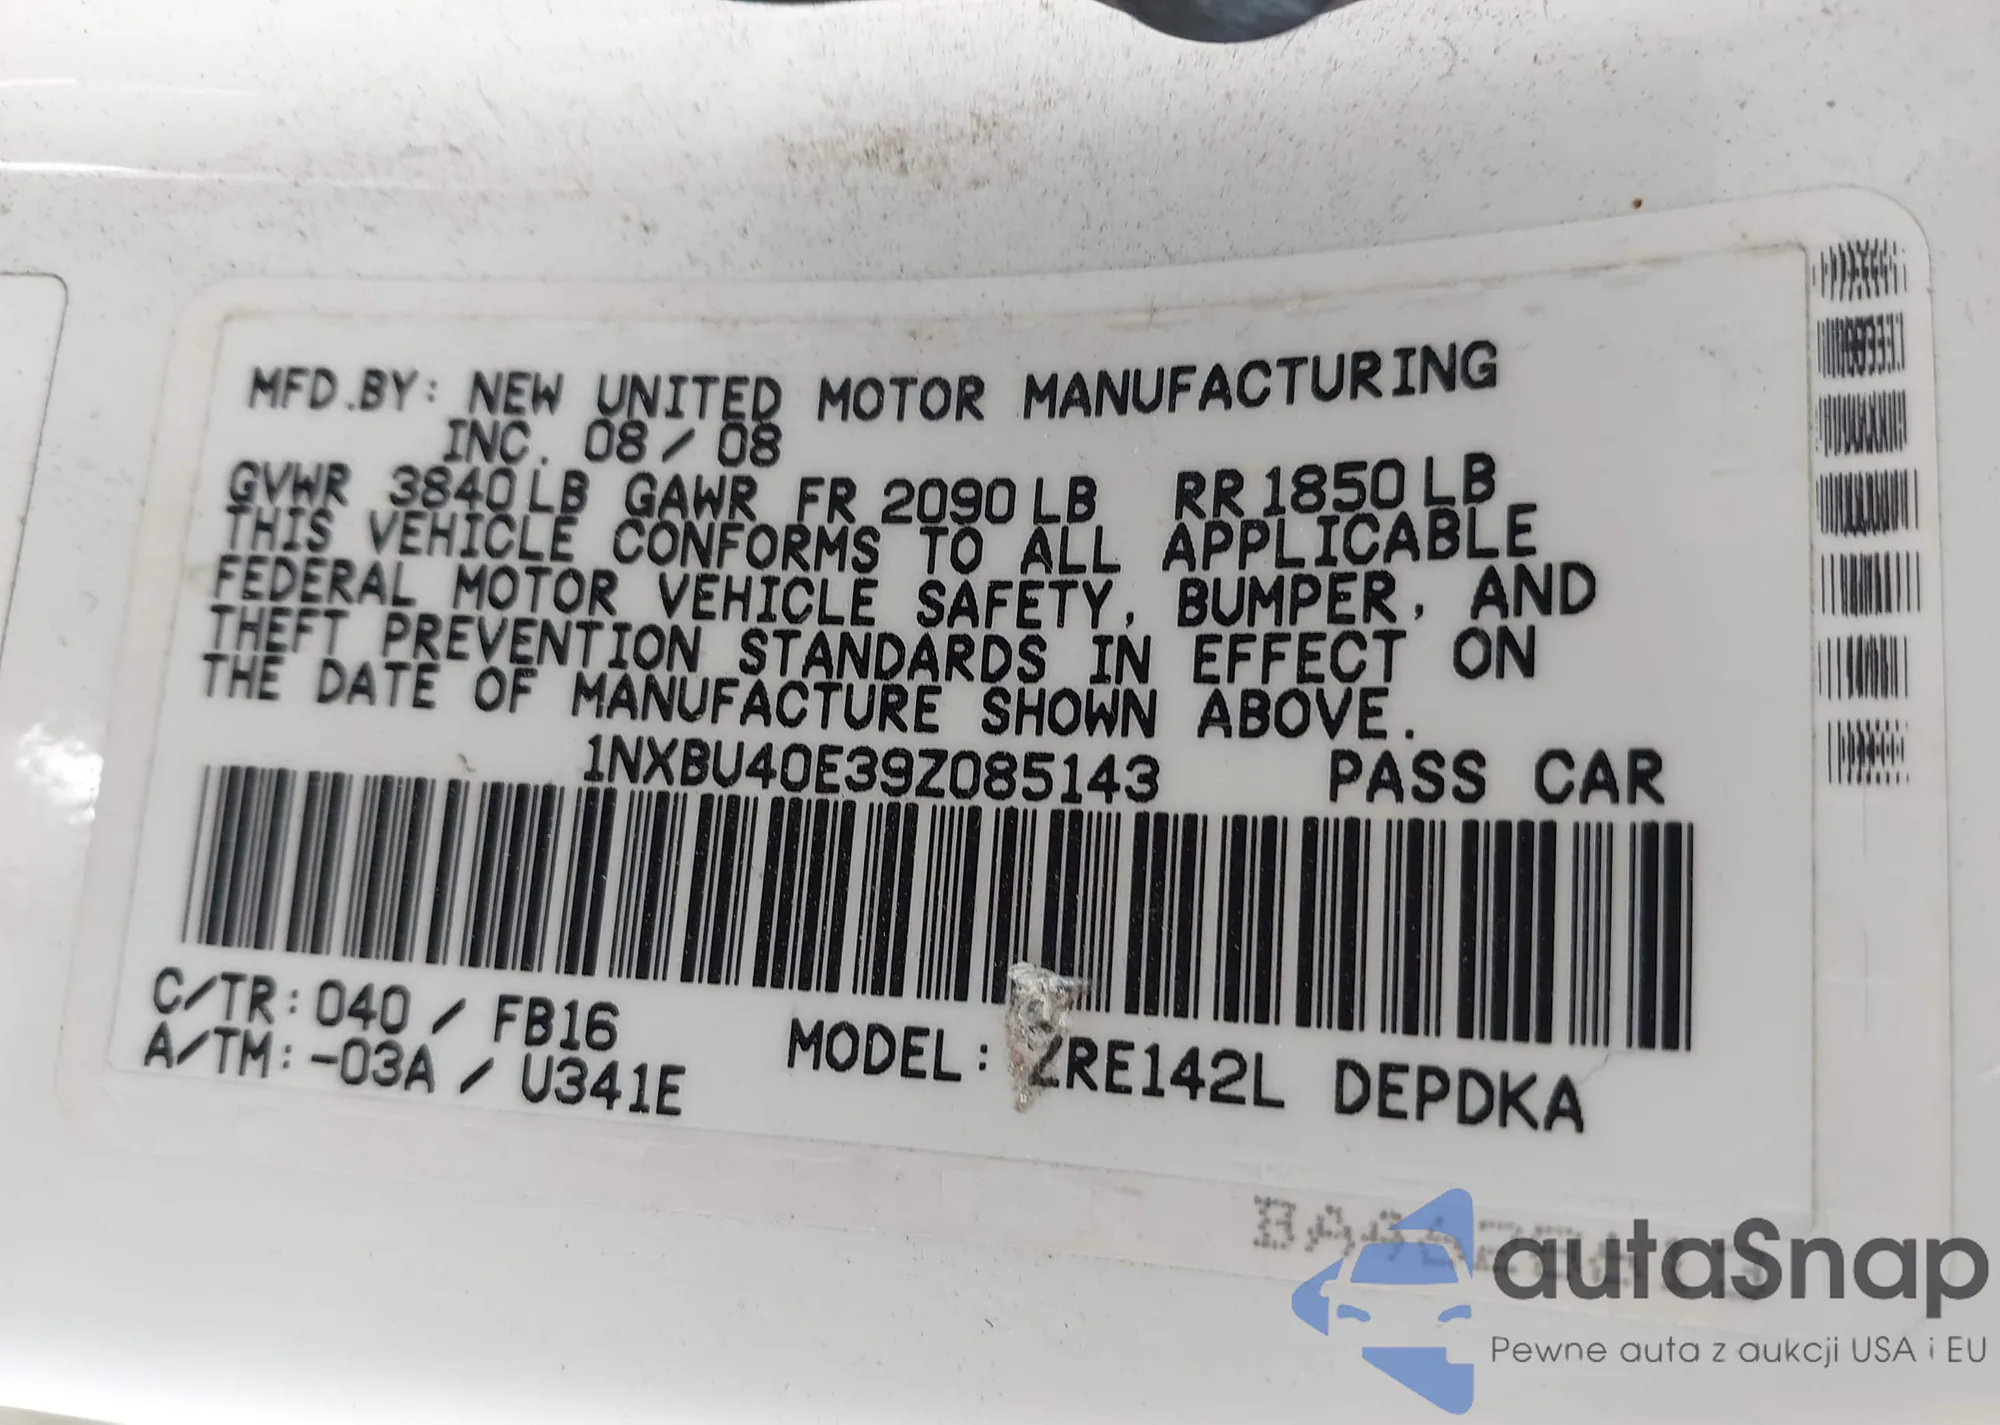 MFD.BY: NEW UNITED MOTOR MANUFACTURING
INC. 08/08
GVWR 3840LB GAWR FR 2090LB RR 1850LB
THIS VEHICLE CONFORMS TO ALL APPLICABLE
FEDERAL MOTOR VEHICLE SAFETY, BUMPER, AND
THEFT PREVENTION STANDARDS IN EFFECT ON
THE DATE OF MANUFACTURE SHOWN ABOVE.
1NXBU40E39Z085143 PASS CAR
C/TR: 040 / FB16
A/TM: -03A / U341E
MODEL: ZRE142L DEPDKA
autaSnap
Pewne auta z aukcji USA i EU